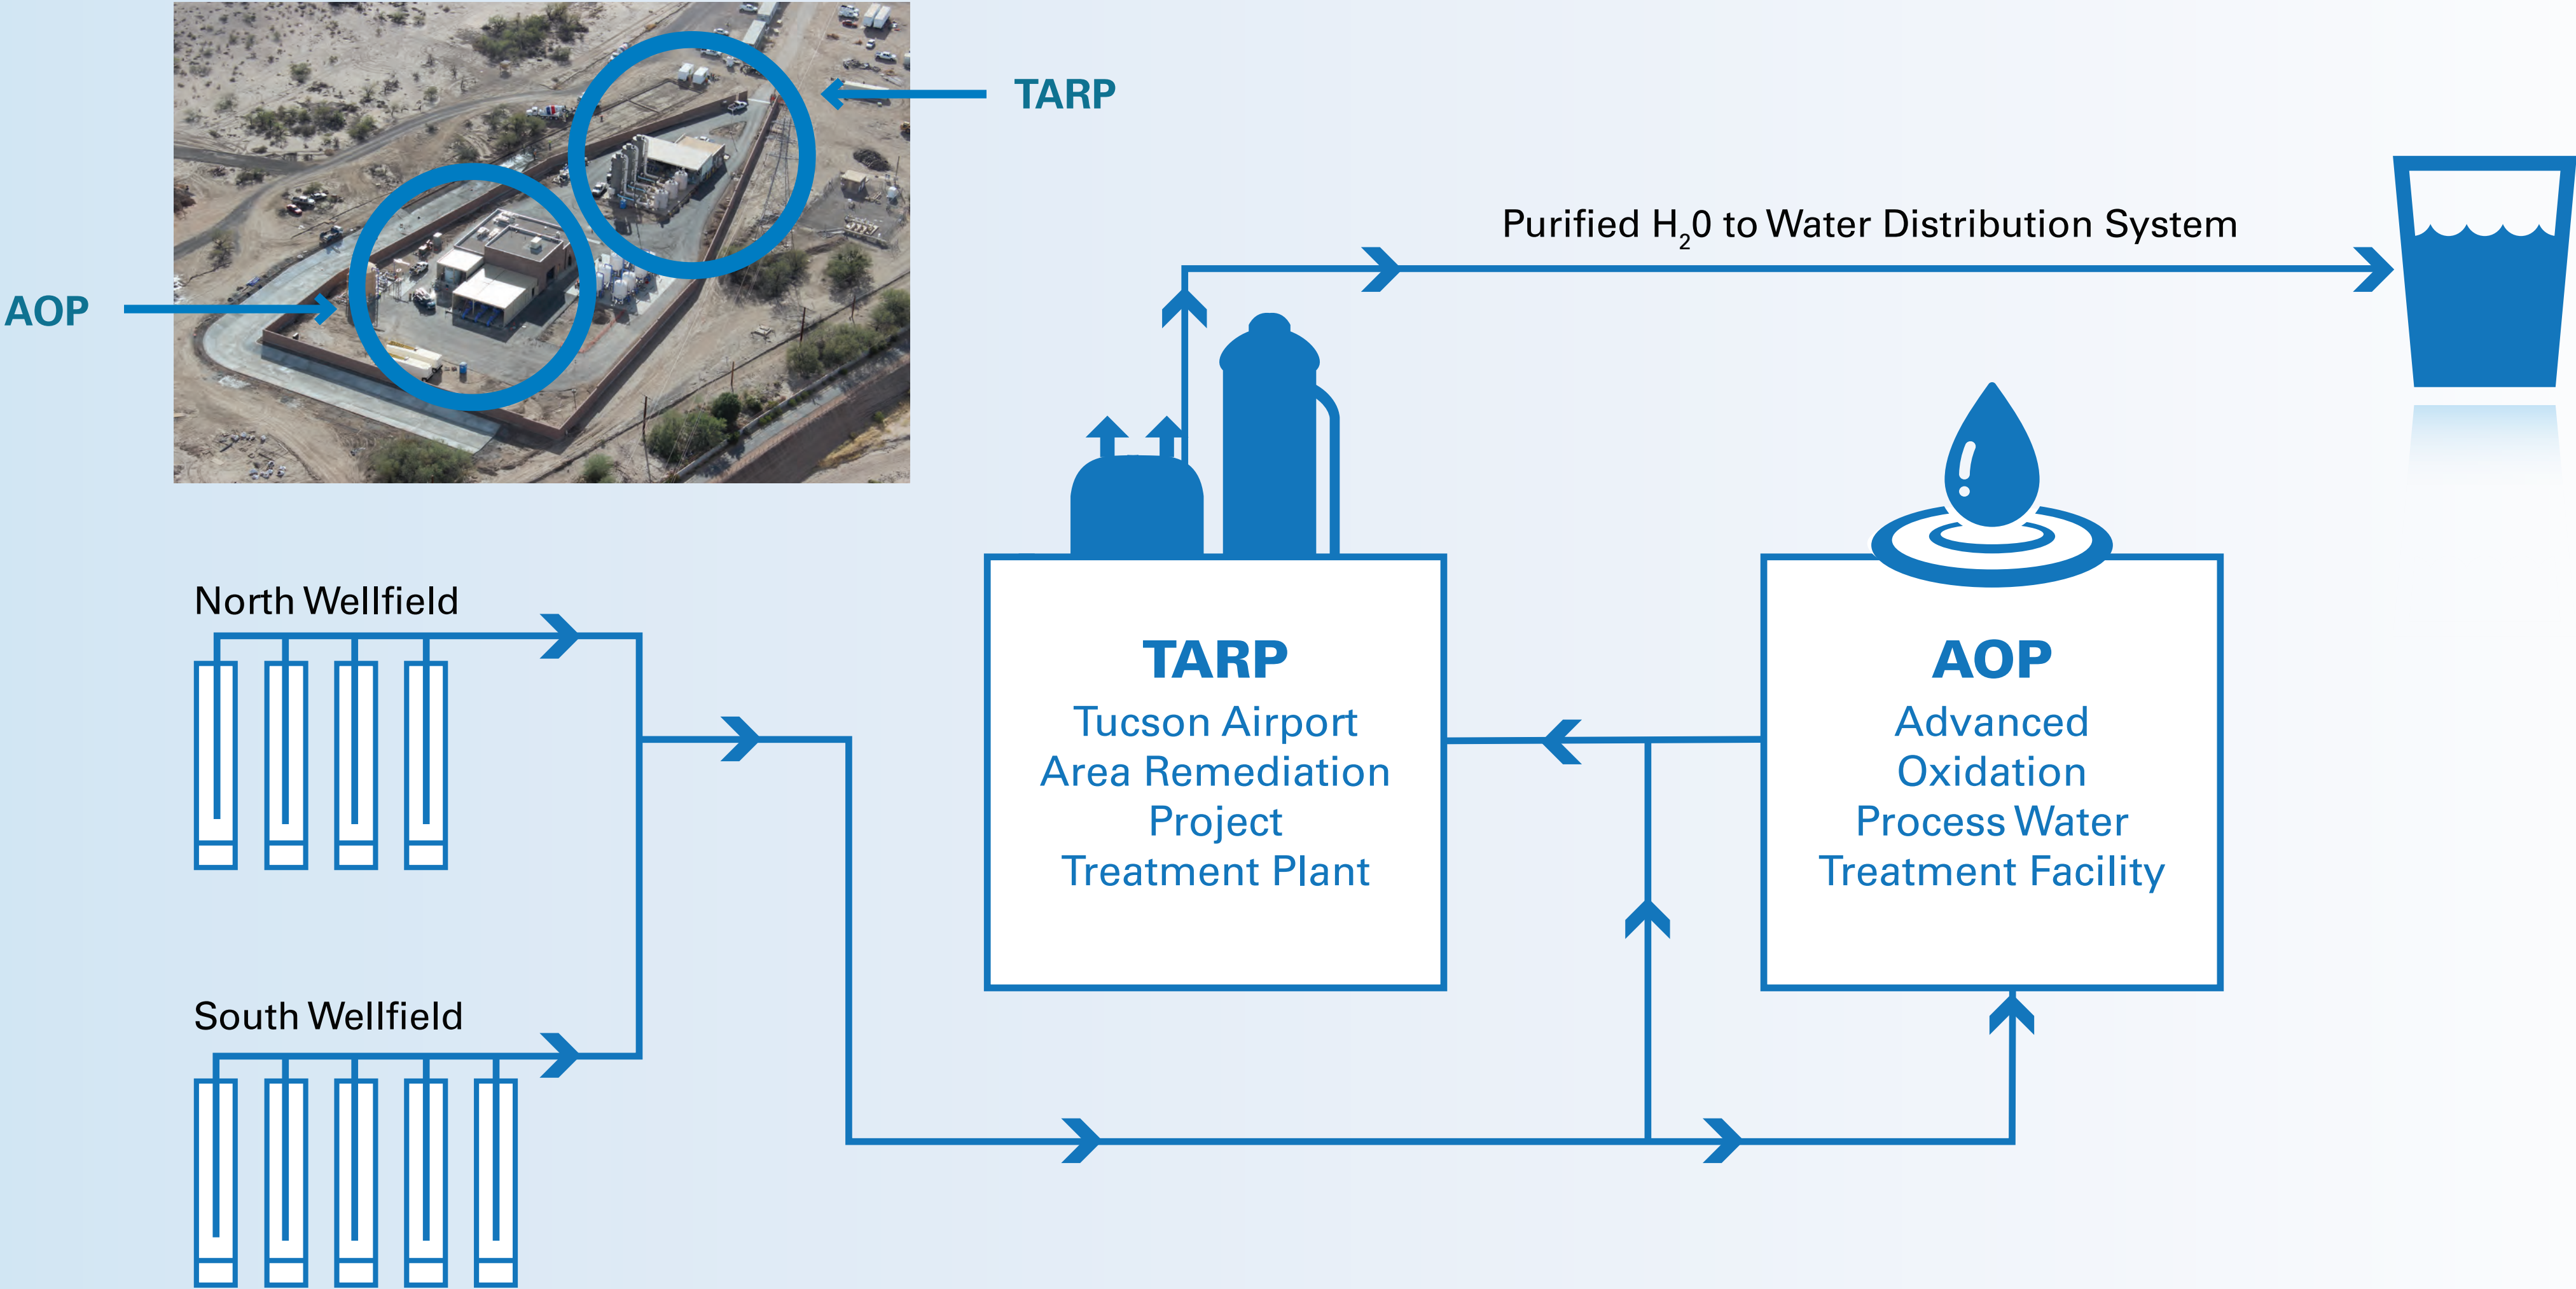 TARP
AOP
Purified H₂0 to Water Distribution System
North Wellfield
TARP
Tucson Airport
Area Remediation
Project
Treatment Plant
AOP
Advanced
Oxidation
Process Water
Treatment Facility
South Wellfield